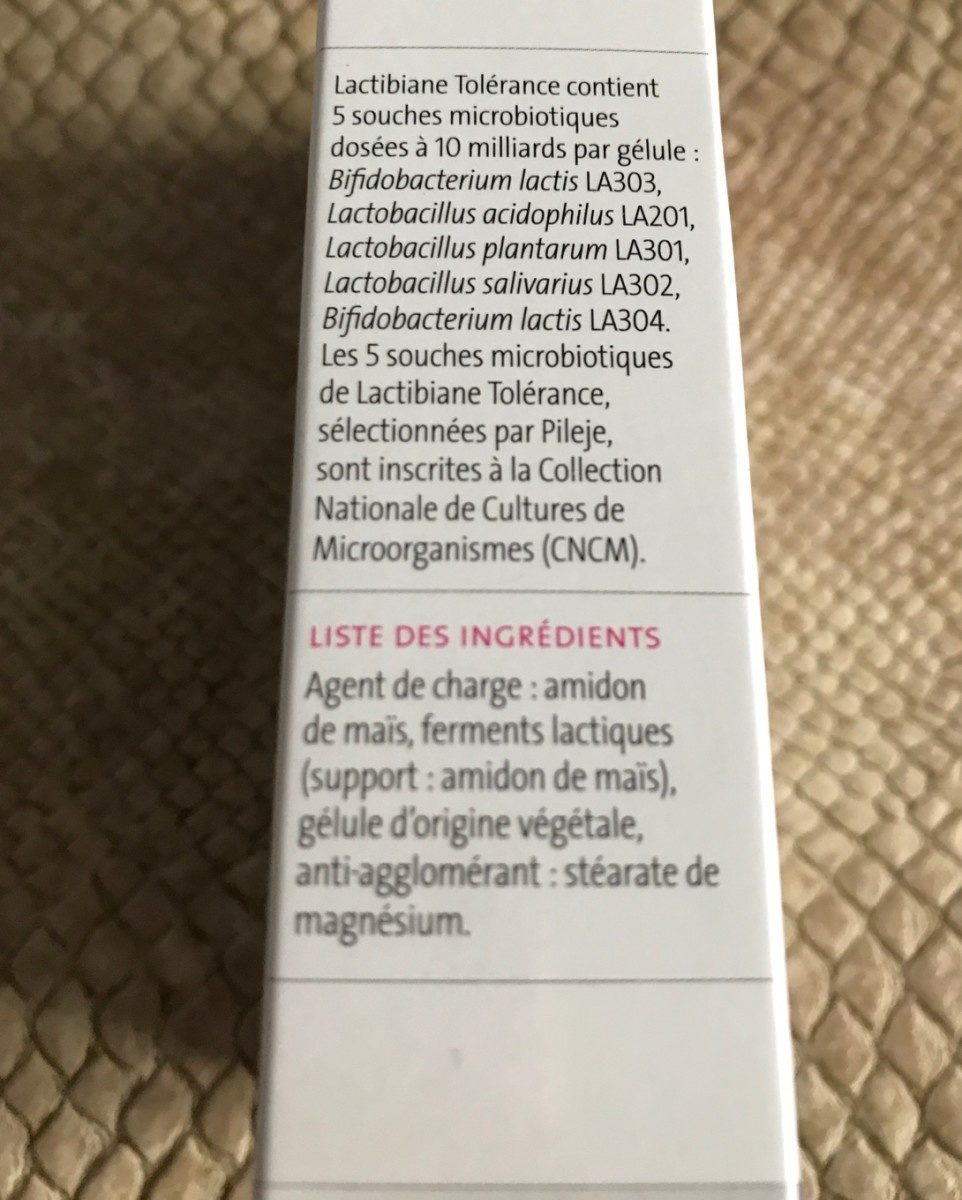 Lactibiane Tolérance contient
5 souches microbiotiques
dosées à 10 milliards par gélule :
Bifidobacterium lactis LA303,
Lactobacillus acidophilus LA201,
Lactobacillus plantarum LA301,
Lactobacillus salivarius LA302,
Bifidobacterium lactis LA304.
Les 5 souches microbiotiques
de Lactibiane Tolérance,
sélectionnées par Pileje,
sont inscrites à la Collection
Nationale de Cultures de
Microorganismes (CNCM).
LISTE DES INGRÉDIENTS
Agent de charge : amidon
de maïs, ferments lactiques
(support : amidon de maïs),
gélule d'origine végétale,
anti-agglomérant : stéarate de
magnésium.